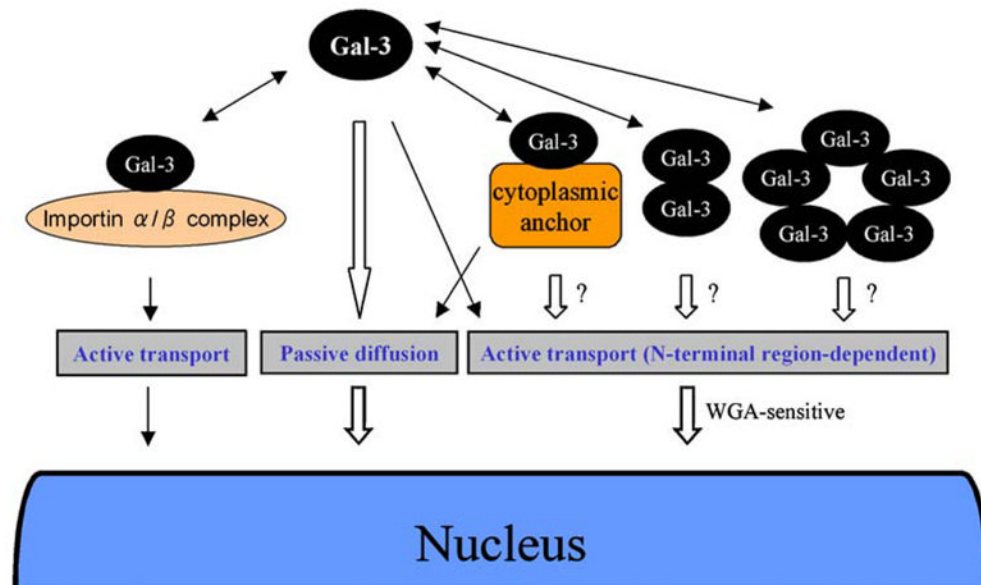 Gal-3
Gal-3
Importin α/β complex
Gal-3
cytoplasmic
anchor
Gal-3
Gal-3
Gal-3
Gal-3
Gal-3
Gal-3
Gal-3
?
?
?
Active transport
Passive diffusion
Active transport (N-terminal region-dependent)
WGA-sensitive
Nucleus